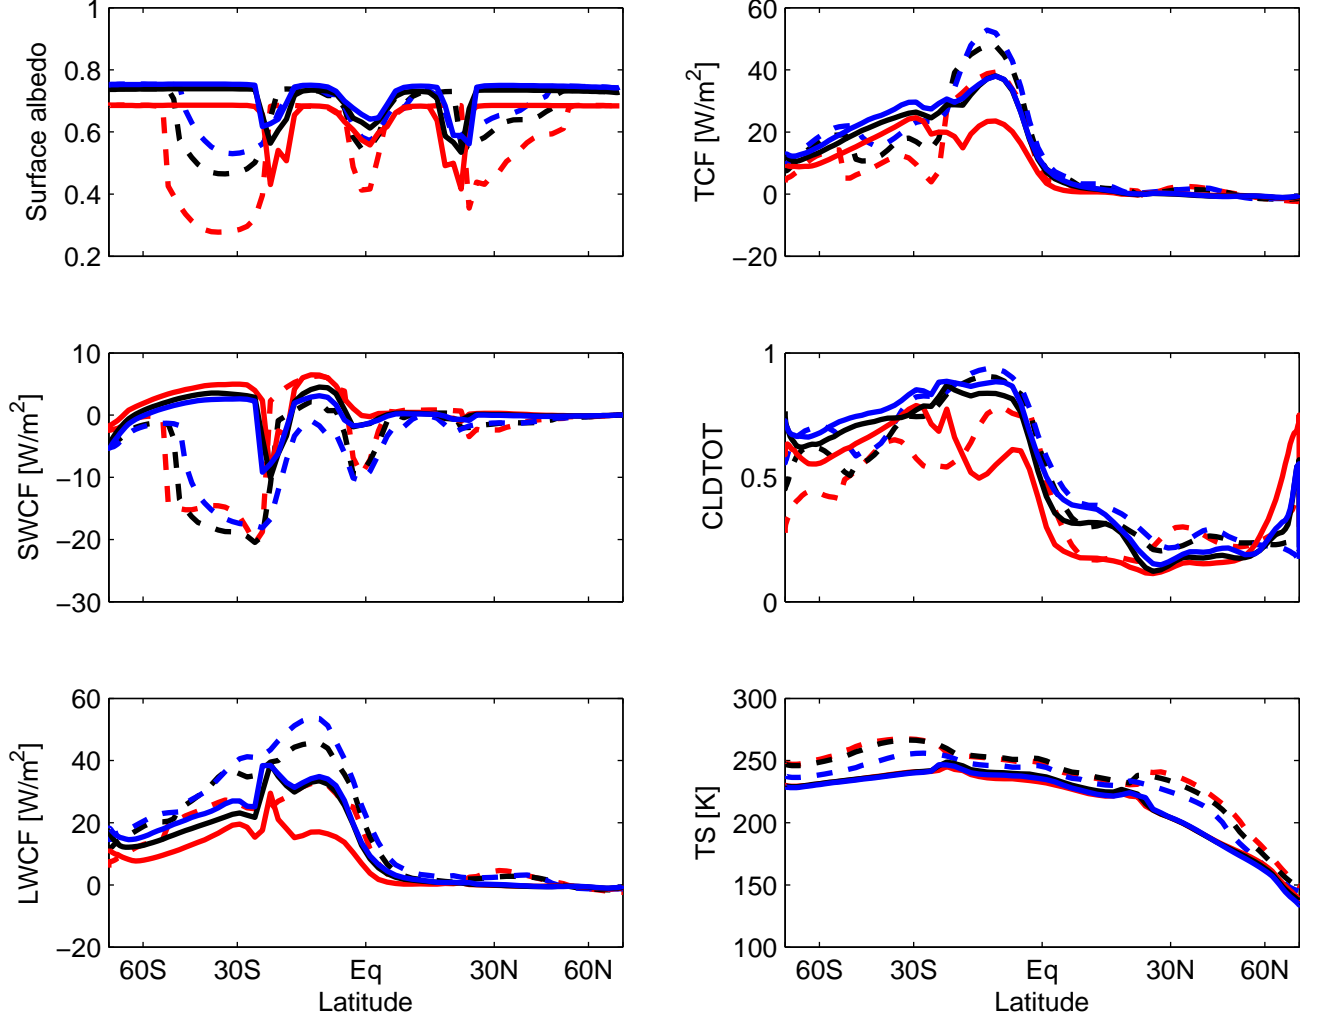 Surface albedo
1
0.8
0.6
0.4
0.2
TCF [W/m²]
60
40
20
0
−20
SWCF [W/m²]
10
0
−10
−20
−30
CLDTOT
1
0.5
0
LWCF [W/m²]
60
40
20
0
−20
60S 30S Eq 30N 60N
Latitude
TS [K]
300
250
200
150
100
60S 30S Eq 30N 60N
Latitude